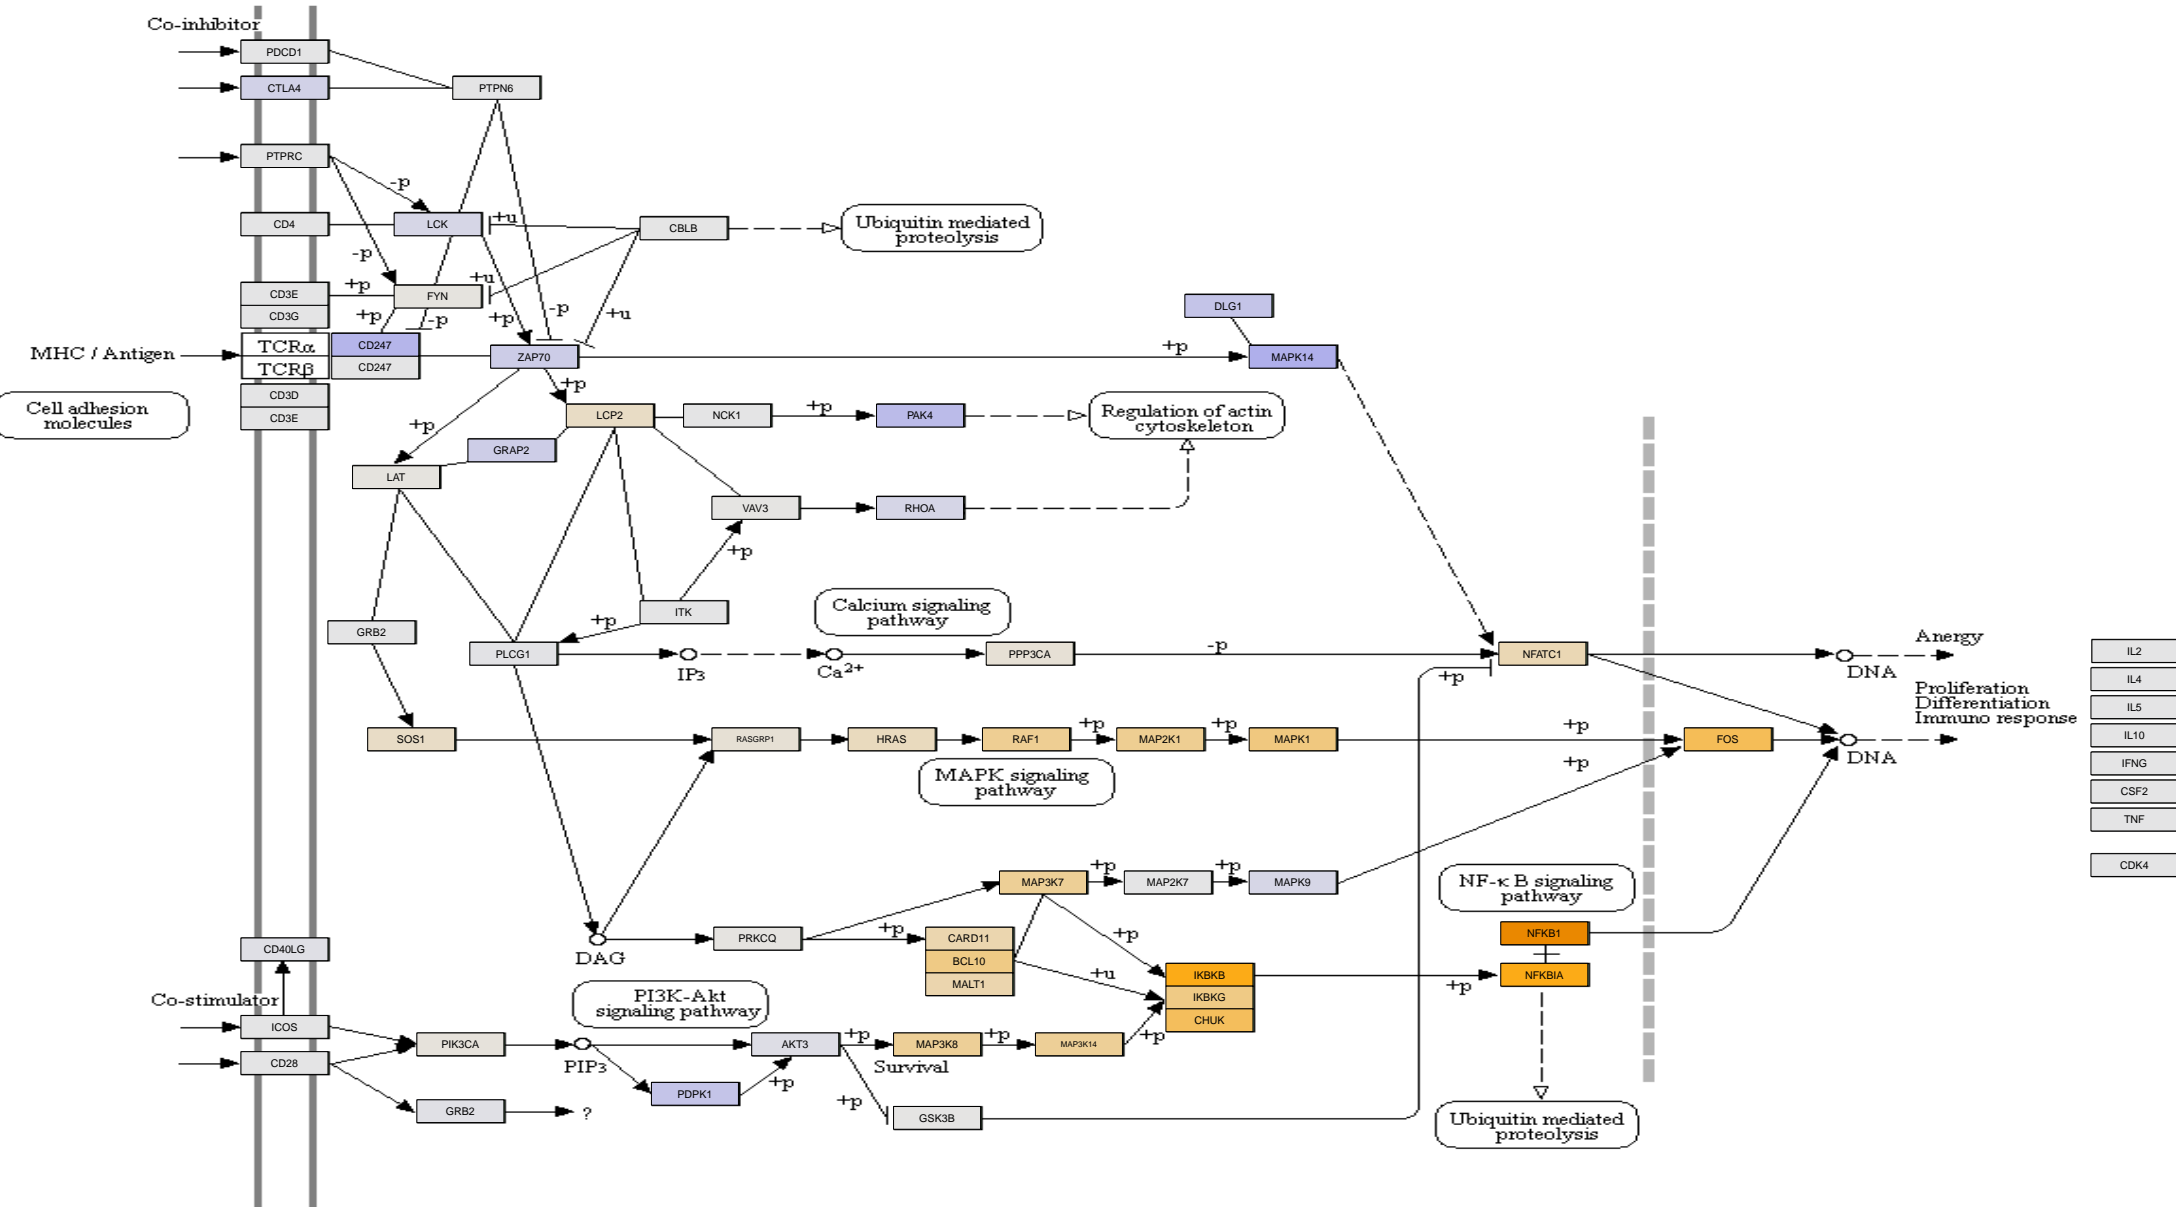 Co-inhibitor
PDCD1
CTLA4
PTPN6
PTPRC
-p
CD4
LCK
+u
CBLB
Ubiquitin mediated
proteolysis
-p
+u
CD3E
+p
FYN
CD3G
+p
-p
+p
-p
+u
DLG1
MHC / Antigen
TCRα
TCRβ
CD247
CD247
ZAP70
+p
MAPK14
CD3D
CD3E
+p
Cell adhesion
molecules
LCP2
NCK1
+p
PAK4
Regulation of actin
cytoskeleton
+p
GRAP2
LAT
VAV3
RHOA
+p
ITK
Calcium signaling
pathway
GRB2
+p
PLCG1
IP3
Ca2+
PPP3CA
-p
NFATC1
+p
DNA
Anergy
IL2
IL4
IL5
IL10
IFNG
CSF2
TNF
CDK4
Proliferation
Differentiation
Immuno response
SOS1
RASGRP1
HRAS
RAF1
+p
MAP2K1
+p
MAPK1
+p
FOS
DNA
+p
MAPK signaling
pathway
MAP3K7
+p
MAP2K7
+p
MAPK9
NF-κ B signaling
pathway
CD40LG
DAG
PRKCQ
+p
CARD11
BCL10
MALT1
+p
+u
NFKB1
IKBKB
IKBKG
CHUK
+p
NFKBIA
Co-stimulator
PI3K-Akt
signaling pathway
ICOS
CD28
PIK3CA
PIP3
AKT3
+p
MAP3K8
+p
MAP3K14
+p
Survival
PDPK1
+p
+p
GRB2
?
GSK3B
Ubiquitin mediated
proteolysis